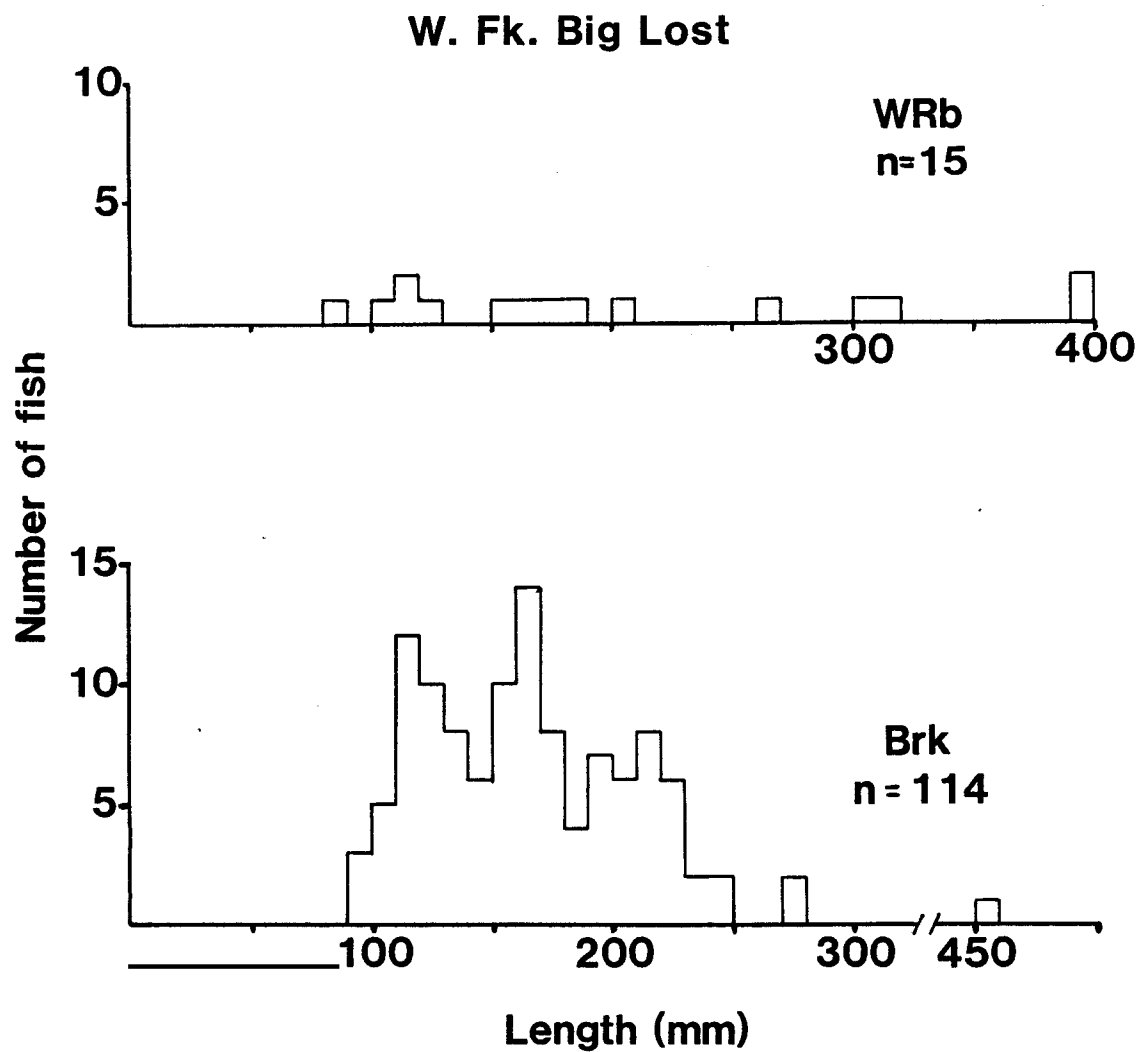 W. Fk. Big Lost
10
5
WRb
n=15
300 400
Number of fish
15
10
5
Brk
n = 114
100 200 300 450
Length (mm)